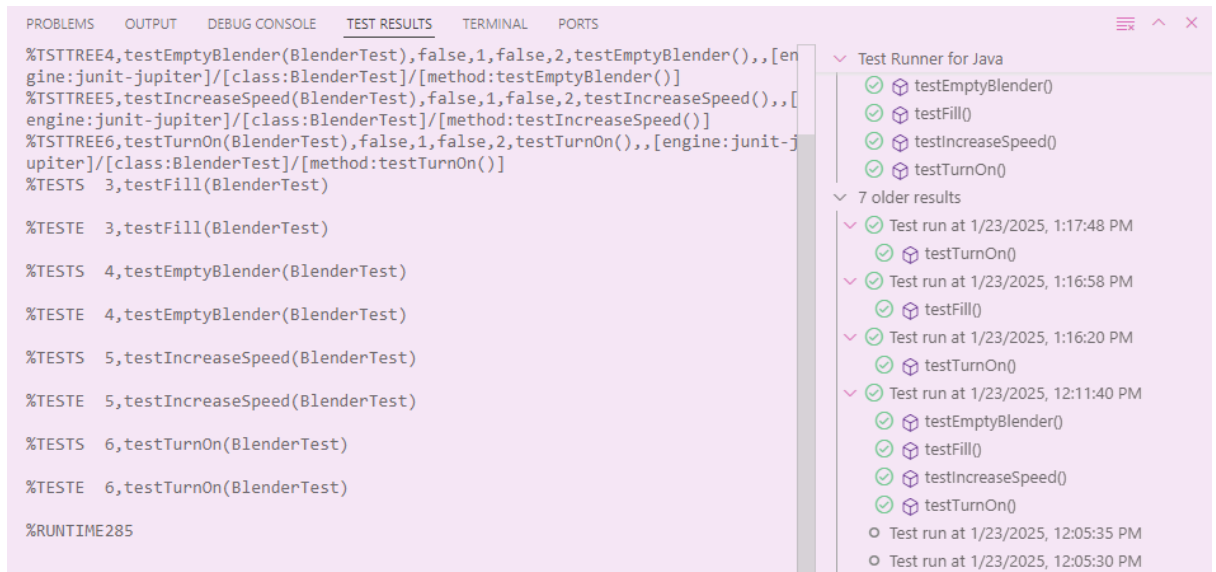 PROBLEMS OUTPUT DEBUG CONSOLE TEST RESULTS TERMINAL PORTS
%TSTTREE4,testEmptyBlender(BlenderTest),false,1,false,2,testEmptyBlender(),,[en
gine:junit-jupiter]/[class:BlenderTest]/[method:testEmptyBlender()]
%TSTTREE5,testIncreaseSpeed(BlenderTest),false,1,false,2,testIncreaseSpeed(),,[
engine:junit-jupiter]/[class:BlenderTest]/[method:testIncreaseSpeed()]
%TSTTREE6,testTurnOn(BlenderTest),false,1,false,2,testTurnOn(),,[engine:junit-j
upiter]/[class:BlenderTest]/[method:testTurnOn()]
%TESTS 3,testFill(BlenderTest)
%TESTE 3,testFill(BlenderTest)
%TESTS 4,testEmptyBlender(BlenderTest)
%TESTE 4,testEmptyBlender(BlenderTest)
%TESTS 5,testIncreaseSpeed(BlenderTest)
%TESTE 5,testIncreaseSpeed(BlenderTest)
%TESTS 6,testTurnOn(BlenderTest)
%TESTE 6,testTurnOn(BlenderTest)
%RUNTIME285
Test Runner for Java
testEmptyBlender()
testFill()
testIncreaseSpeed()
testTurnOn()
7 older results
Test run at 1/23/2025, 1:17:48 PM
testTurnOn()
Test run at 1/23/2025, 1:16:58 PM
testFill()
Test run at 1/23/2025, 1:16:20 PM
testTurnOn()
Test run at 1/23/2025, 12:11:40 PM
testEmptyBlender()
testFill()
testIncreaseSpeed()
testTurnOn()
Test run at 1/23/2025, 12:05:35 PM
Test run at 1/23/2025, 12:05:30 PM